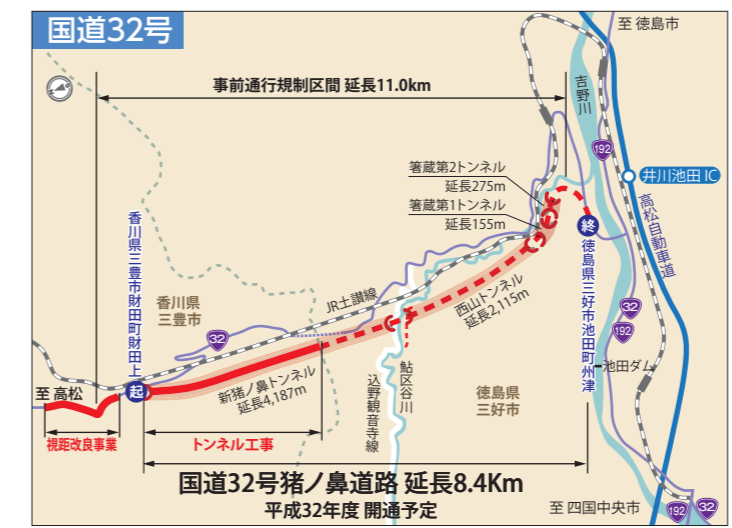 国道32号
至 徳島市
事前通行規制区間 延長11.0km
吉野川
192
箸蔵第2トンネル
延長275m
井川池田 IC
箸蔵第1トンネル
延長155m
高松自動車道
終
香川県三豊市財田町財田上
徳島県三好市池田町州津
香川県
三豊市
JR土讃線
西山トンネル
延長2,115m
32
32
192
池田ダム
新猪ノ鼻トンネル
延長4,187m
鮎区谷川
込野観音寺線
徳島県
三好市
至 高松
起
視距改良事業
トンネル工事
国道32号猪ノ鼻道路 延長8.4Km
平成32年度 開通予定
至 四国中央市
192
32